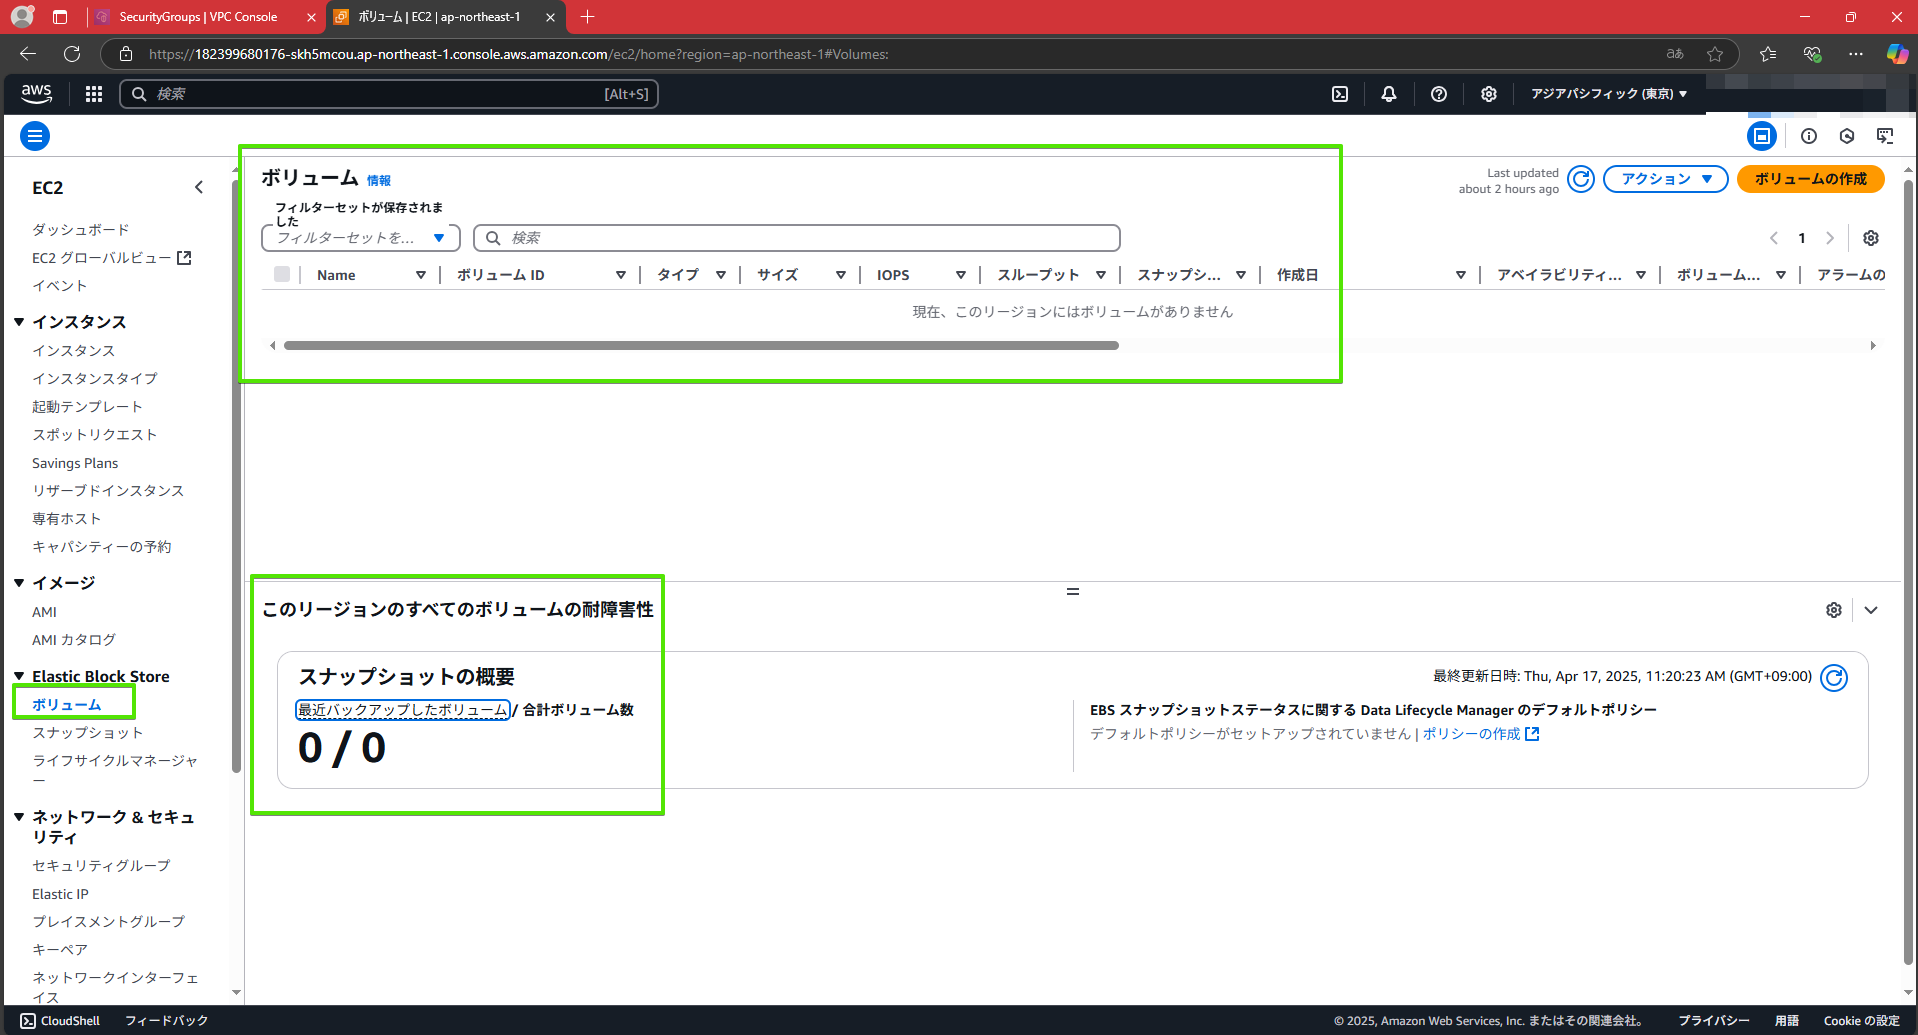 SecurityGroups | VPC Console
ボリューム | EC2 | ap-northeast-1
https://182399680176-skh5mcou.ap-northeast-1.console.aws.amazon.com/ec2/home?region=ap-northeast-1#Volumes:
aあ
aws
検索
[Alt+S]
アジアパシフィック (東京)
EC2
ダッシュボード
EC2 グローバルビュー
イベント
インスタンス
インスタンス
インスタンスタイプ
起動テンプレート
スポットリクエスト
Savings Plans
リザーブドインスタンス
専有ホスト
キャパシティーの予約
イメージ
AMI
AMI カタログ
Elastic Block Store
ボリューム
スナップショット
ライフサイクルマネージャ
ー
ネットワーク & セキュ
リティ
セキュリティグループ
Elastic IP
プレイスメントグループ
キーペア
ネットワークインターフェ
イス
ボリューム 情報
Last updated
about 2 hours ago
アクション
ボリュームの作成
フィルターセットが保存されま
した
フィルターセットを...
検索
1
Name
ボリューム ID
タイプ
サイズ
IOPS
スループット
スナップシ...
作成日
アベイラビリティ...
ボリューム...
アラームの
現在、このリージョンにはボリュームがありません
このリージョンのすべてのボリュームの耐障害性
スナップショットの概要
最終更新日時: Thu, Apr 17, 2025, 11:20:23 AM (GMT+09:00)
最近バックアップしたボリューム / 合計ボリューム数
0 / 0
EBS スナップショットステータスに関する Data Lifecycle Manager のデフォルトポリシー
デフォルトポリシーがセットアップされていません | ポリシーの作成
CloudShell
フィードバック
© 2025, Amazon Web Services, Inc. またはその関連会社。
プライバシー
用語
Cookie の設定